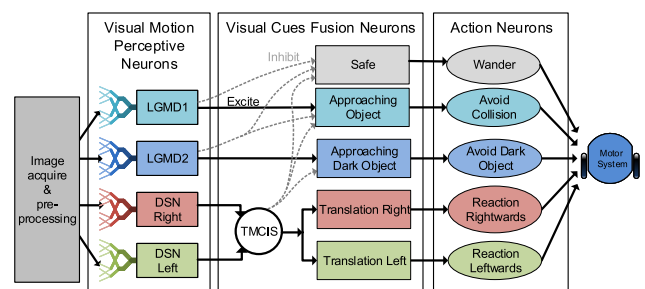 Visual Motion
Perceptive
Neurons
Visual Cues Fusion Neurons
Action Neurons
Image
acquire
&
pre-
processing
LGMD1
LGMD2
DSN
Right
DSN
Left
Inhibit
Excite
TMCIS
Safe
Approaching
Object
Approaching
Dark Object
Translation Right
Translation Left
Wander
Avoid
Collision
Avoid Dark
Object
Reaction
Rightwards
Reaction
Leftwards
Motor
System